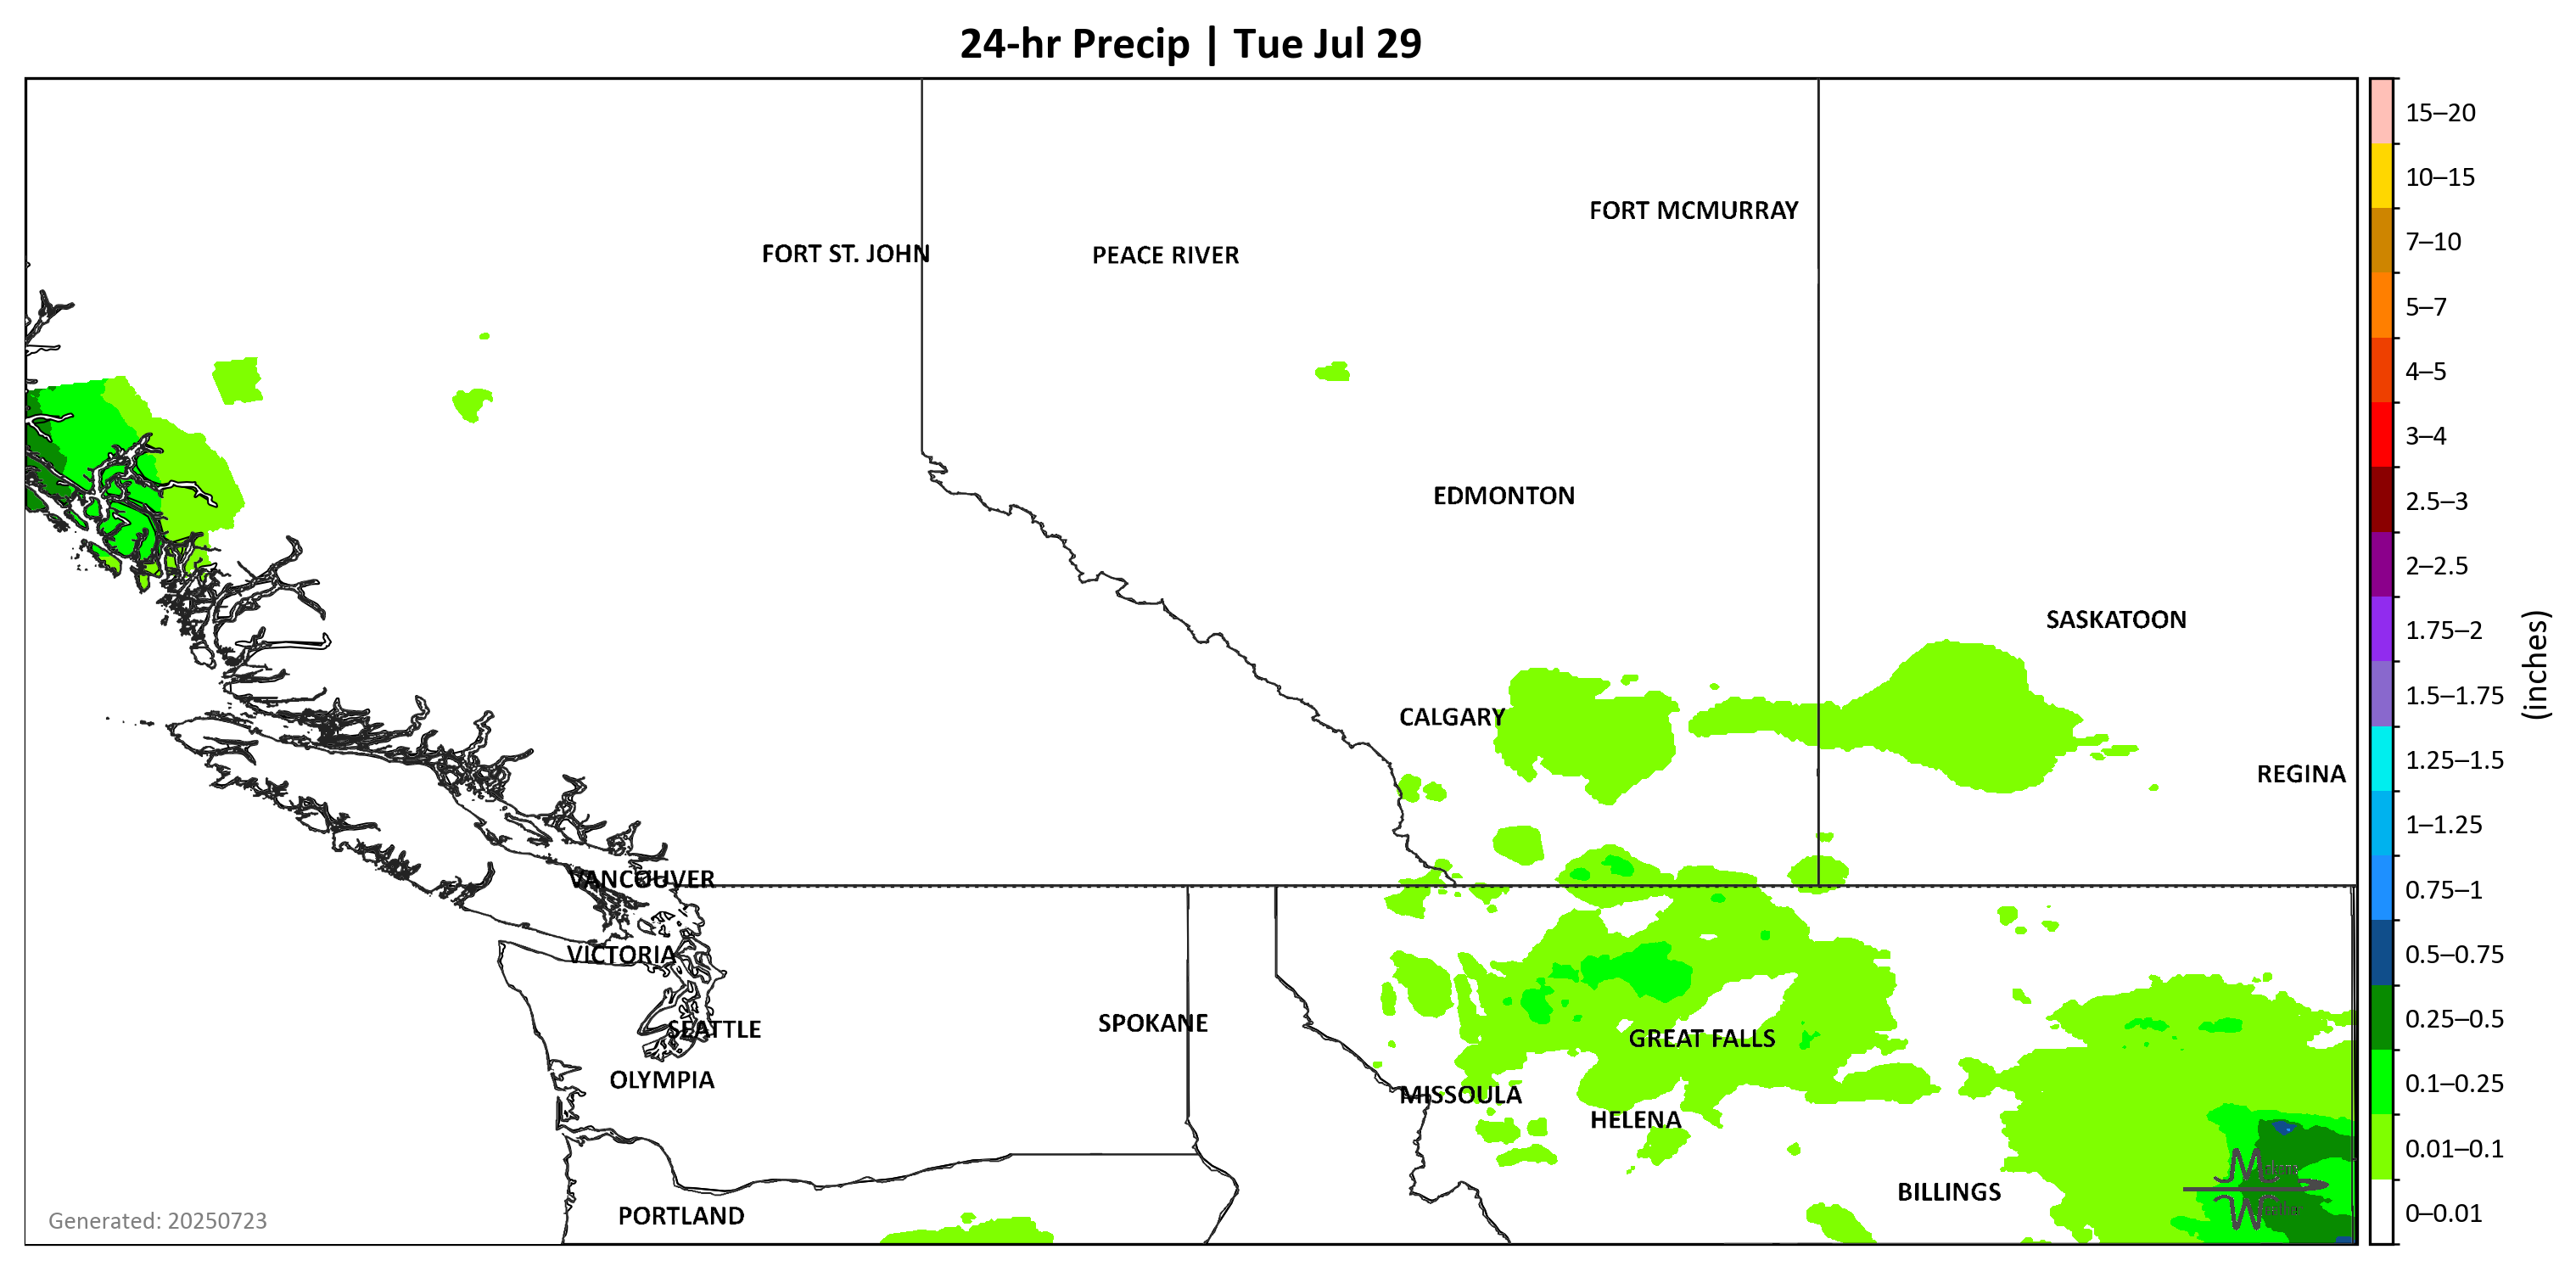 24-hr Precip | Tue Jul 29
FORT MCMURRAY
FORT ST. JOHN
PEACE RIVER
EDMONTON
SASKATOON
CALGARY
REGINA
VANCOUVER
VICTORIA
SPOKANE
SEATTLE
GREAT FALLS
OLYMPIA
MISSOULA
HELENA
BILLINGS
PORTLAND
Generated: 20250723
15–20
10–15
7–10
5–7
4–5
3–4
2.5–3
2–2.5
1.75–2
1.5–1.75
1.25–1.5
1–1.25
0.75–1
0.5–0.75
0.25–0.5
0.1–0.25
0.01–0.1
0–0.01
(inches)